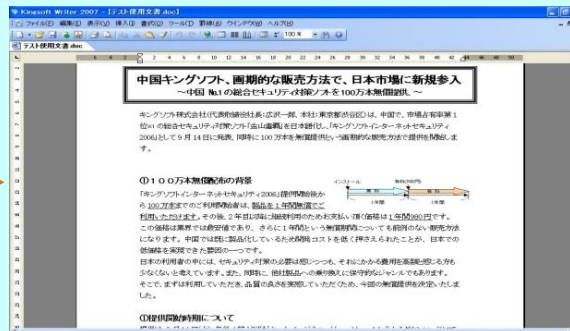 Kingsoft Writer 2007 - [テスト使用文書.doc]
ファイル(F) 編集(E) 表示(V) 挿入(I) 書式(O) ツール(T) 罫線(A) ウインドウ(W) ヘルプ(H)
100 %
テスト使用文書.doc
中国キングソフト、画期的な販売方法で、日本市場に新規参入
~中国 No.1 の総合セキュリティ対策ソフトを100万本無償提供。~
キングソフト株式会社(代表取締役社長:広沢一郎、本社:東京都渋谷区)は、中国で、市場占有率第1
位※1の総合セキュリティ対策ソフト「金山毒覇」を日本語化し、「キングソフトインターネットセキュリティ
2006」として9月14日に発表、同時に100万本を無償提供という画期的な販売方法で提供を開始しま
す。
①100万本無償配布の背景
インストール
無料
有料
1年間
1年間
「キングソフトインターネットセキュリティ2006」提供開始後か
ら100万本までのご利用開始者は、製品を1年間無償でご
利用いただけます。その後、2年目以降に継続利用のためお支払い頂く価格は1年間980円です。
この価格は業界では最安値であり、さらに1年間という無償期間についても前例のない販売方法
になります。中国では既に製品化しているため開発コストを低く押さえられたことが、日本での
低価格を実現できた要因の一つです。
日本の利用者の中には、セキュリティ対策の必要は感じつつも、それにかかる費用を高額と感じる方も
少なくないと考えています。また、同時に、他社製品への乗り換えに保守的なジャンルでもあります。
そこで、まずは利用していただき、品質の良さを実感していただくため、今回の無償提供を決定いたしま
した。
②提供開始時期について